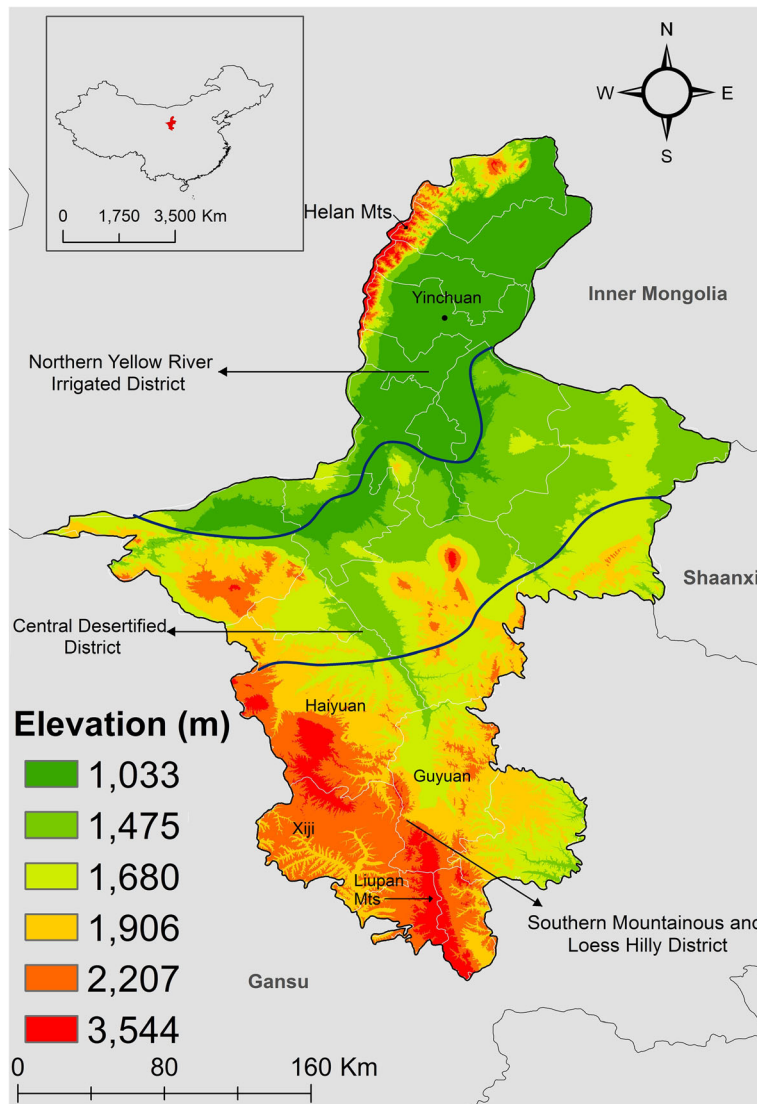 N
W E
S
0 1,750 3,500 Km
Helan Mts
Yinchuan
Inner Mongolia
Northern Yellow River
Irrigated District
Shaanxi
Central Desertified
District
Haiyuan
Elevation (m)
1,033
1,475
1,680
1,906
2,207
3,544
Guyuan
Xiji
Liupan
Mts
Southern Mountainous and
Loess Hilly District
Gansu
0 80 160 Km